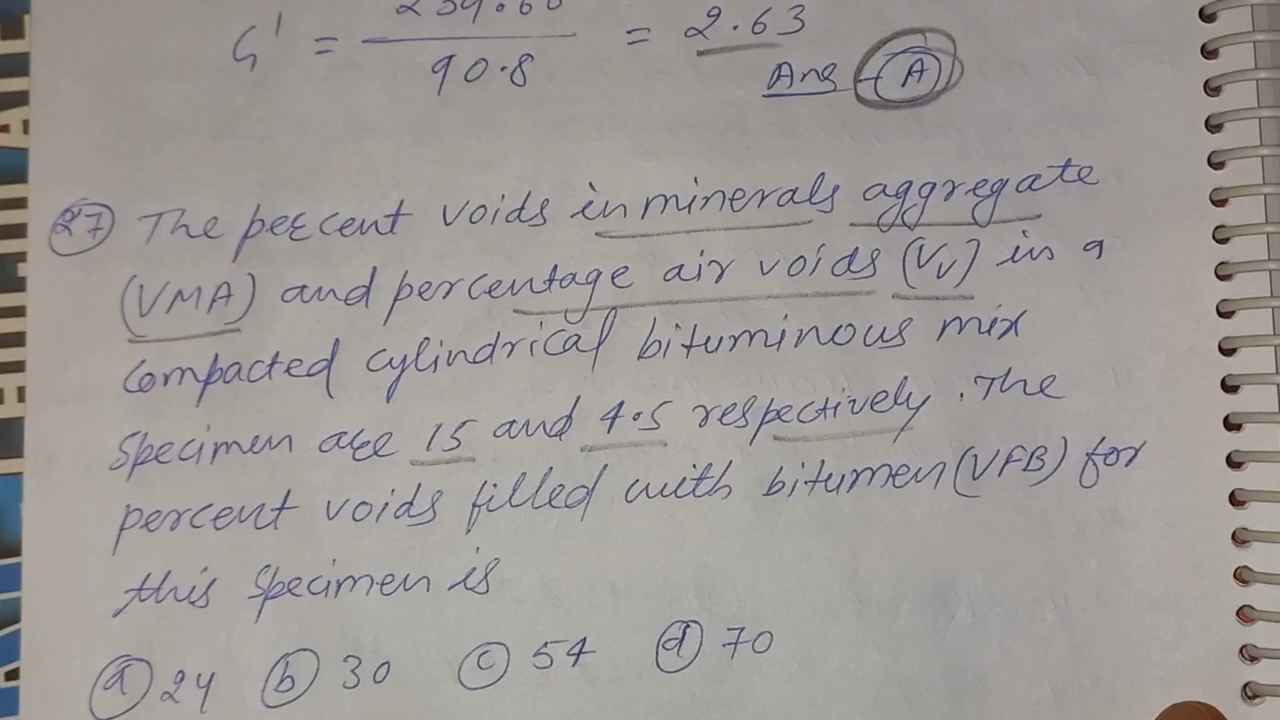 G' = 239.60 / 90.8 = 2.63
Ans - A
27 The percent voids in minerals aggregate
(VMA) and percentage air voids (Vv) in a
compacted cylindrical bituminous mix
specimen are 15 and 4.5 respectively. The
percent voids filled with bitumen (VFB) for
this specimen is
a 24 b 30 c 54 d 70